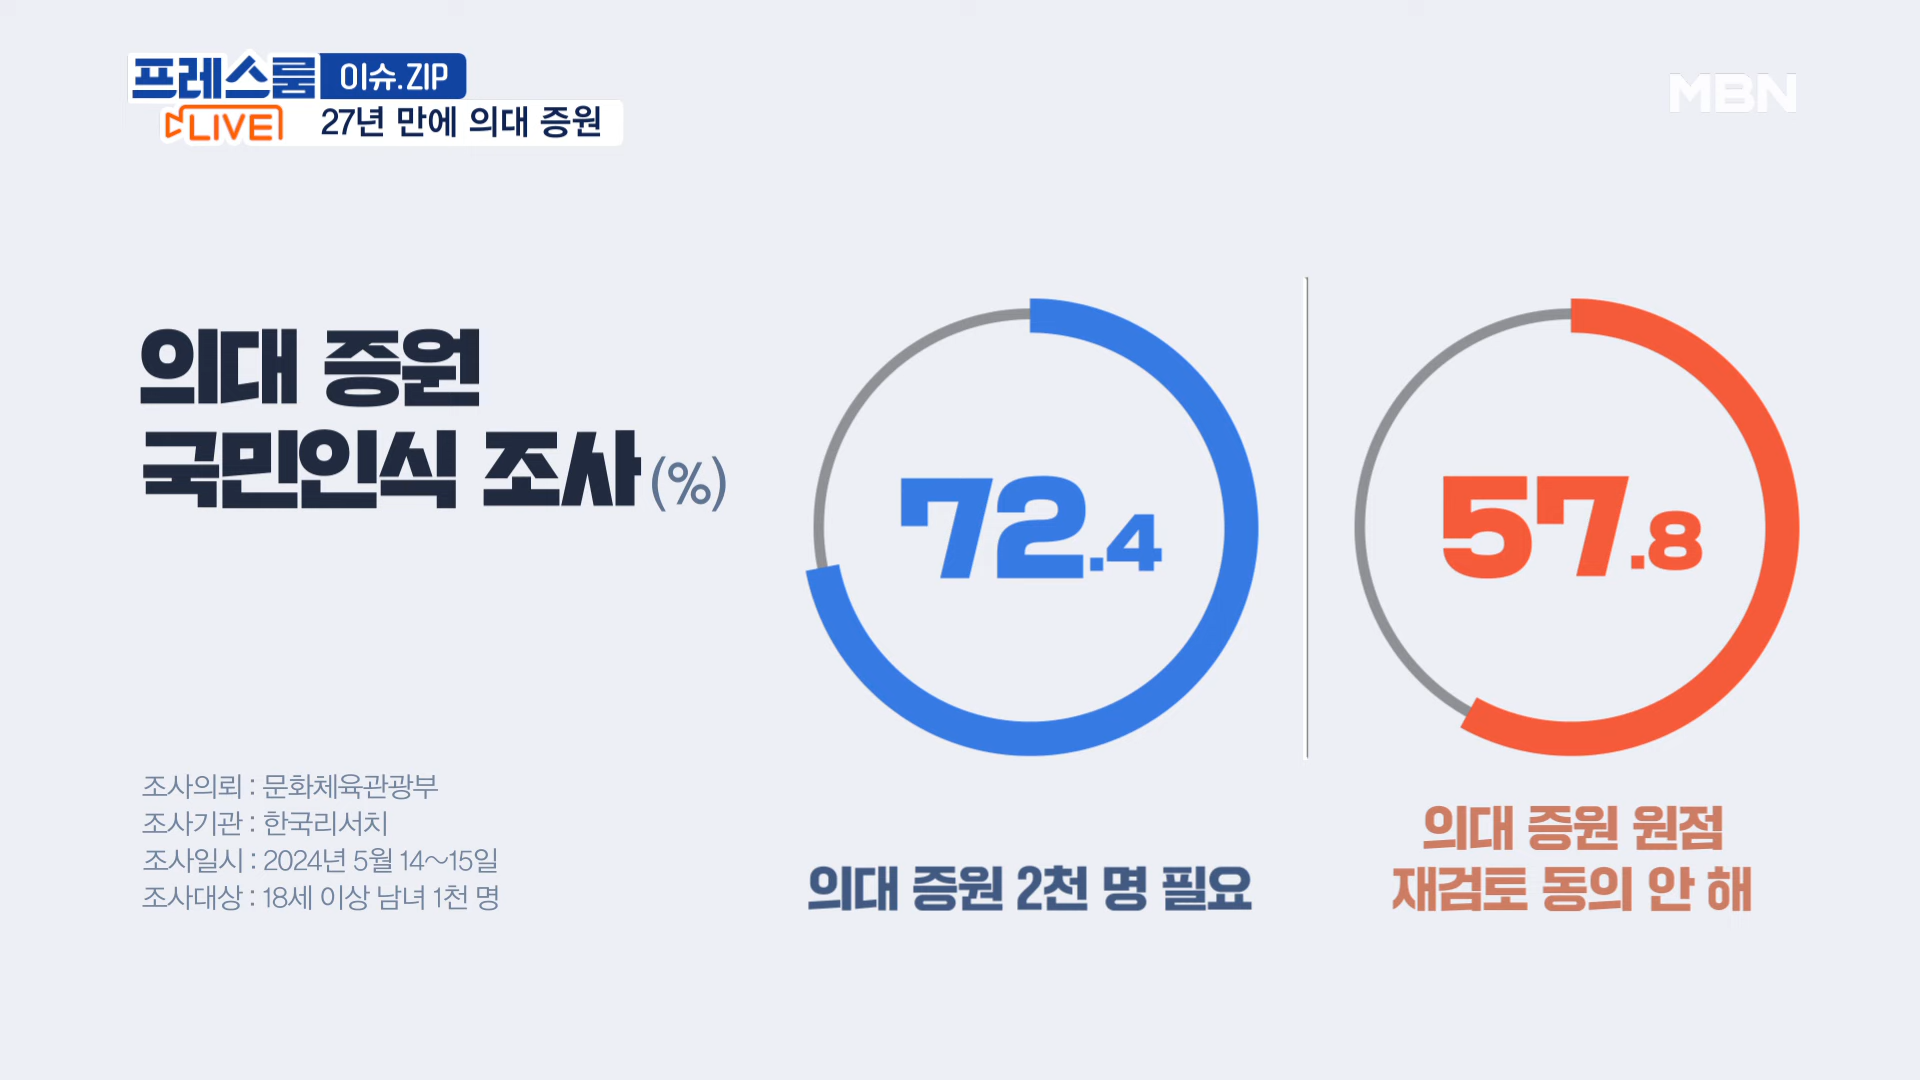 프레스룸 이슈.ZIP
LIVE 27년 만에 의대 증원
MBN
의대 증원
국민인식 조사 (%)
72.4
57.8
의대 증원 2천 명 필요
의대 증원 원점
재검토 동의 안 해
조사의뢰 : 문화체육관광부
조사기관 : 한국리서치
조사일시 : 2024년 5월 14~15일
조사대상 : 18세 이상 남녀 1천 명